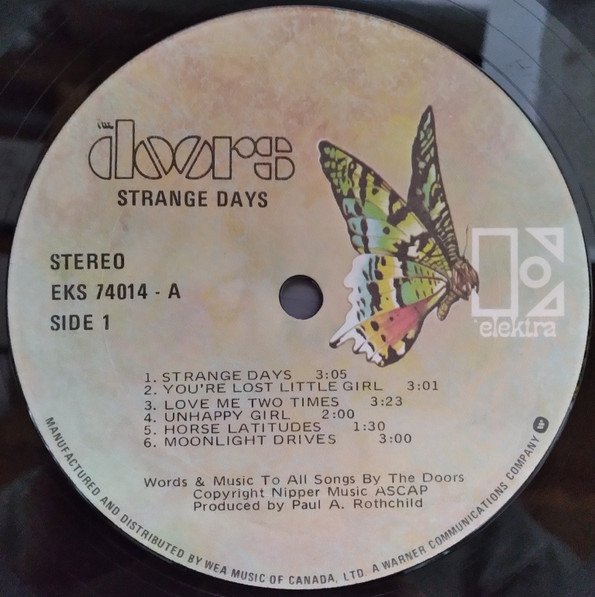 THE
doors
STRANGE DAYS
STEREO
EKS 74014 - A
SIDE 1
elektra
1. STRANGE DAYS 3:05
2. YOU'RE LOST LITTLE GIRL 3:01
3. LOVE ME TWO TIMES 3:23
4. UNHAPPY GIRL 2:00
5. HORSE LATITUDES 1:30
6. MOONLIGHT DRIVES 3:00
Words & Music To All Songs By The Doors
Copyright Nipper Music ASCAP
Produced by Paul A. Rothchild
MANUFACTURED AND DISTRIBUTED BY WEA MUSIC OF CANADA, LTD. A WARNER COMMUNICATIONS COMPANY